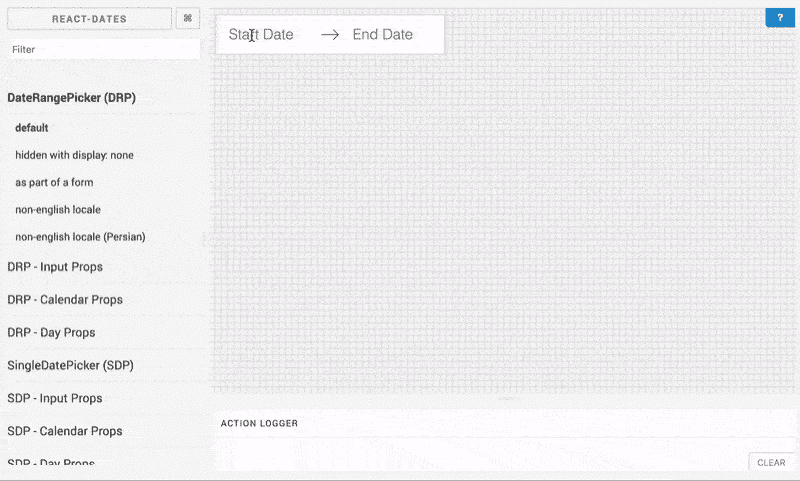 REACT-DATES
⌘
Filter
DateRangePicker (DRP)
default
hidden with display: none
as part of a form
non-english locale
non-english locale (Persian)
DRP - Input Props
DRP - Calendar Props
DRP - Day Props
SingleDatePicker (SDP)
SDP - Input Props
SDP - Calendar Props
SDP - Day Props
Start Date → End Date
?
ACTION LOGGER
CLEAR